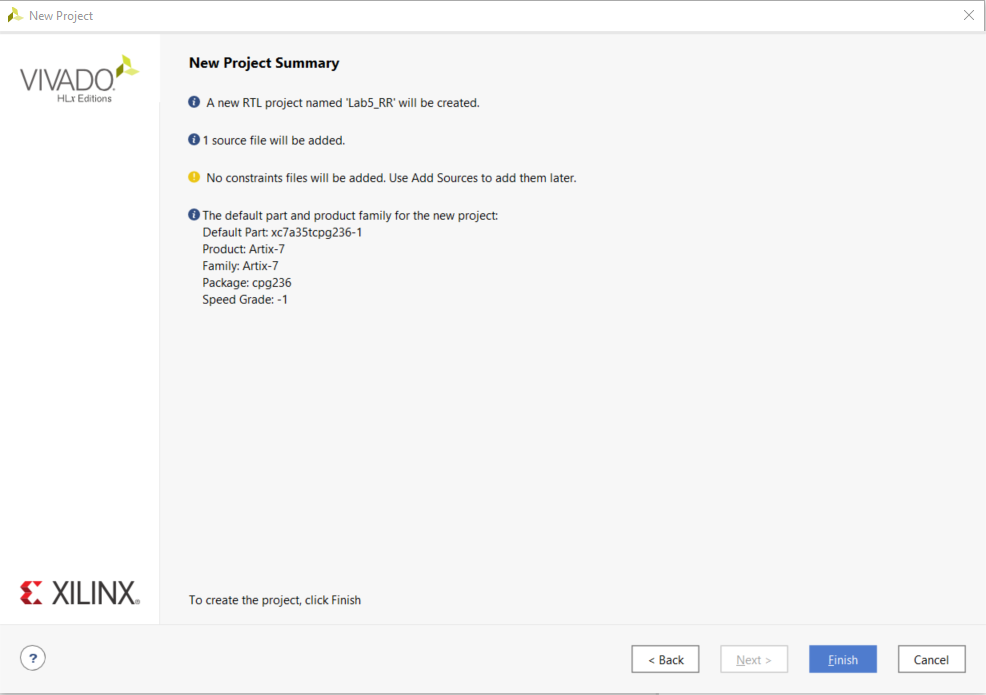 New Project
VIVADO.
HLx Editions
New Project Summary
A new RTL project named 'Lab5_RR' will be created.
1 source file will be added.
No constraints files will be added. Use Add Sources to add them later.
The default part and product family for the new project:
Default Part: xc7a35tcpg236-1
Product: Artix-7
Family: Artix-7
Package: cpg236
Speed Grade: -1
XILINX®
To create the project, click Finish
?
< Back
Next >
Finish
Cancel